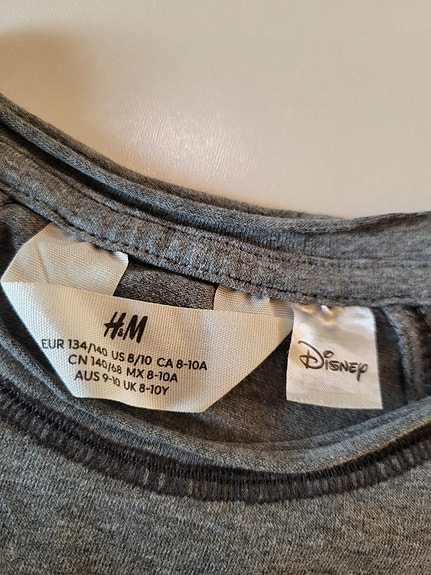 H&M
EUR 134/140 US 8/10 CA 8-10A
CN 140/68 MX 8-10A
AUS 9-10 UK 8-10Y
Disney